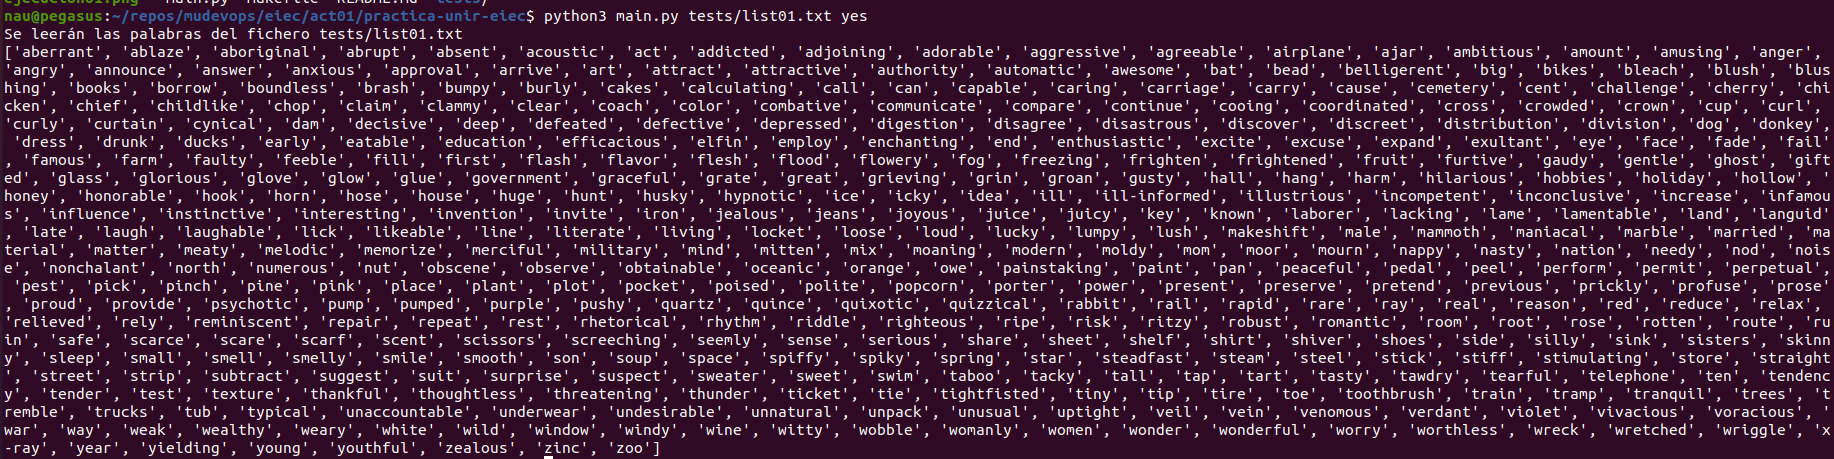 nau@pegasus:~/repos/mudevops/eiec/act01/practica-unir-eiec$ python3 main.py tests/list01.txt yes
Se leerán las palabras del fichero tests/list01.txt
['aberrant', 'ablaze', 'aboriginal', 'abrupt', 'absent', 'acoustic', 'act', 'addicted', 'adjoining', 'adorable', 'aggressive', 'agreeable', 'airplane', 'ajar', 'ambitious', 'amount', 'amusing', 'anger',
'angry', 'announce', 'answer', 'anxious', 'approval', 'arrive', 'art', 'attract', 'attractive', 'authority', 'automatic', 'awesome', 'bat', 'bead', 'belligerent', 'big', 'bikes', 'bleach', 'blush', 'blus
hing', 'books', 'borrow', 'boundless', 'brash', 'bumpy', 'burly', 'cakes', 'calculating', 'call', 'can', 'capable', 'caring', 'carriage', 'carry', 'cause', 'cemetery', 'cent', 'challenge', 'cherry', 'chi
cken', 'chief', 'childlike', 'chop', 'claim', 'clammy', 'clear', 'coach', 'color', 'combative', 'communicate', 'compare', 'continue', 'cooing', 'coordinated', 'cross', 'crowded', 'crown', 'cup', 'curl',
'curly', 'curtain', 'cynical', 'dam', 'decisive', 'deep', 'defeated', 'defective', 'depressed', 'digestion', 'disagree', 'disastrous', 'discover', 'discreet', 'distribution', 'division', 'dog', 'donkey',
'dress', 'drunk', 'ducks', 'early', 'eatable', 'education', 'efficacious', 'elfin', 'employ', 'enchanting', 'end', 'enthusiastic', 'excite', 'excuse', 'expand', 'exultant', 'eye', 'face', 'fade', 'fail'
, 'famous', 'farm', 'faulty', 'feeble', 'fill', 'first', 'flash', 'flavor', 'flesh', 'flood', 'flowery', 'fog', 'freezing', 'frighten', 'frightened', 'fruit', 'furtive', 'gaudy', 'gentle', 'ghost', 'gift
ed', 'glass', 'glorious', 'glove', 'glow', 'glue', 'government', 'graceful', 'grate', 'great', 'grieving', 'grin', 'groan', 'gusty', 'hall', 'hang', 'harm', 'hilarious', 'hobbies', 'holiday', 'hollow', '
honey', 'honorable', 'hook', 'horn', 'hose', 'house', 'huge', 'hunt', 'husky', 'hypnotic', 'ice', 'icky', 'idea', 'ill', 'ill-informed', 'illustrious', 'incompetent', 'inconclusive', 'increase', 'infamou
s', 'influence', 'instinctive', 'interesting', 'invention', 'invite', 'iron', 'jealous', 'jeans', 'joyous', 'juice', 'juicy', 'key', 'known', 'laborer', 'lacking', 'lame', 'lamentable', 'land', 'languid'
, 'late', 'laugh', 'laughable', 'lick', 'likeable', 'line', 'literate', 'living', 'locket', 'loose', 'loud', 'lucky', 'lumpy', 'lush', 'makeshift', 'male', 'mammoth', 'maniacal', 'marble', 'married', 'ma
terial', 'matter', 'meaty', 'melodic', 'memorize', 'merciful', 'military', 'mind', 'mitten', 'mix', 'moaning', 'modern', 'moldy', 'mom', 'moor', 'mourn', 'nappy', 'nasty', 'nation', 'needy', 'nod', 'nois
e', 'nonchalant', 'north', 'numerous', 'nut', 'obscene', 'observe', 'obtainable', 'oceanic', 'orange', 'owe', 'painstaking', 'paint', 'pan', 'peaceful', 'pedal', 'peel', 'perform', 'permit', 'perpetual',
'pest', 'pick', 'pinch', 'pine', 'pink', 'place', 'plant', 'plot', 'pocket', 'poised', 'polite', 'popcorn', 'porter', 'power', 'present', 'preserve', 'pretend', 'previous', 'prickly', 'profuse', 'prose'
, 'proud', 'provide', 'psychotic', 'pump', 'pumped', 'purple', 'pushy', 'quartz', 'quince', 'quixotic', 'quizzical', 'rabbit', 'rail', 'rapid', 'rare', 'ray', 'real', 'reason', 'red', 'reduce', 'relax',
'relieved', 'rely', 'reminiscent', 'repair', 'repeat', 'rest', 'rhetorical', 'rhythm', 'riddle', 'righteous', 'ripe', 'risk', 'ritzy', 'robust', 'romantic', 'room', 'root', 'rose', 'rotten', 'route', 'ru
in', 'safe', 'scarce', 'scare', 'scarf', 'scent', 'scissors', 'screeching', 'seemly', 'sense', 'serious', 'share', 'sheet', 'shelf', 'shirt', 'shiver', 'shoes', 'side', 'silly', 'sink', 'sisters', 'skinn
y', 'sleep', 'small', 'smell', 'smelly', 'smile', 'smooth', 'son', 'soup', 'space', 'spiffy', 'spiky', 'spring', 'star', 'steadfast', 'steam', 'steel', 'stick', 'stiff', 'stimulating', 'store', 'straight'
, 'street', 'strip', 'subtract', 'suggest', 'suit', 'surprise', 'suspect', 'sweater', 'sweet', 'swim', 'taboo', 'tacky', 'tall', 'tap', 'tart', 'tasty', 'tawdry', 'tearful', 'telephone', 'ten', 'tendenc
y', 'tender', 'test', 'texture', 'thankful', 'thoughtless', 'threatening', 'thunder', 'ticket', 'tie', 'tightfisted', 'tiny', 'tip', 'tire', 'toe', 'toothbrush', 'train', 'tramp', 'tranquil', 'trees', 't
remble', 'trucks', 'tub', 'typical', 'unaccountable', 'underwear', 'undesirable', 'unnatural', 'unpack', 'unusual', 'uptight', 'veil', 'vein', 'venomous', 'verdant', 'violet', 'vivacious', 'voracious', '
war', 'way', 'weak', 'wealthy', 'weary', 'white', 'wild', 'window', 'windy', 'wine', 'witty', 'wobble', 'womanly', 'women', 'wonder', 'wonderful', 'worry', 'worthless', 'wreck', 'wretched', 'wriggle', 'x
-ray', 'year', 'yielding', 'young', 'youthful', 'zealous', 'zinc', 'zoo']